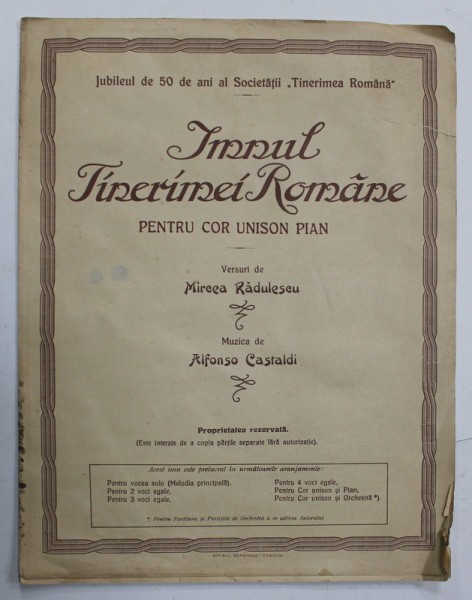 Jubileul de 50 de ani al Societății „Tinerimea Română“
Imnul
Tinerimei Române
PENTRU COR UNISON PIAN
Versuri de
Mircea Rădulescu
Muzica de
Alfonso Castaldi
Proprietatea rezervată.
(Este interzis de a copia părțile separate fără autorizație).
Acest imn este prelucrat în următoarele aranjamente:
Pentru vocea solo (Melodia principală).
Pentru 2 voci egale,
Pentru 3 voci egale,
Pentru 4 voci egale,
Pentru Cor unison și Pian,
Pentru Cor unison și Orchestră *).
*) Pentru Partitura și Partițiile de Orchestră a se adresa Autorului.